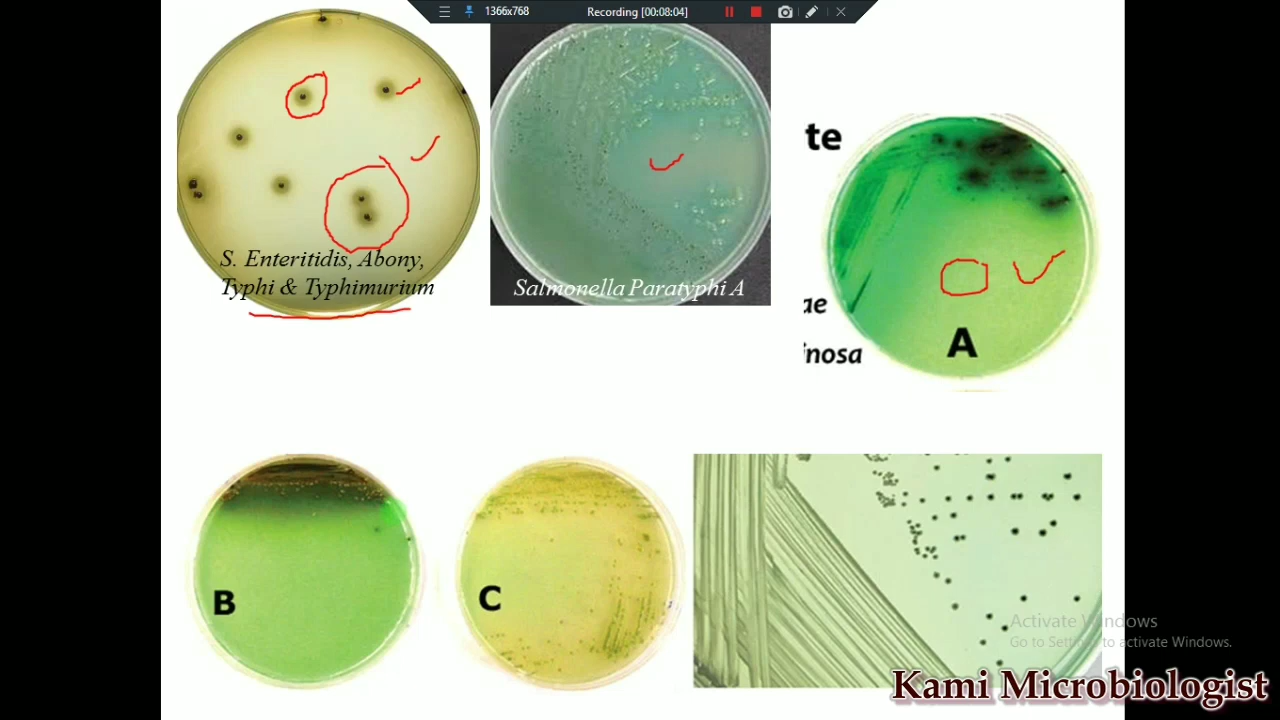 1366x768
Recording [00:08:04]
S. Enteritidis, Abony,
Typhi & Typhimurium
Salmonella Paratyphi A
te
ae
inosa
A
B
C
Activate Windows
Go to Settings to activate Windows.
Kami Microbiologist